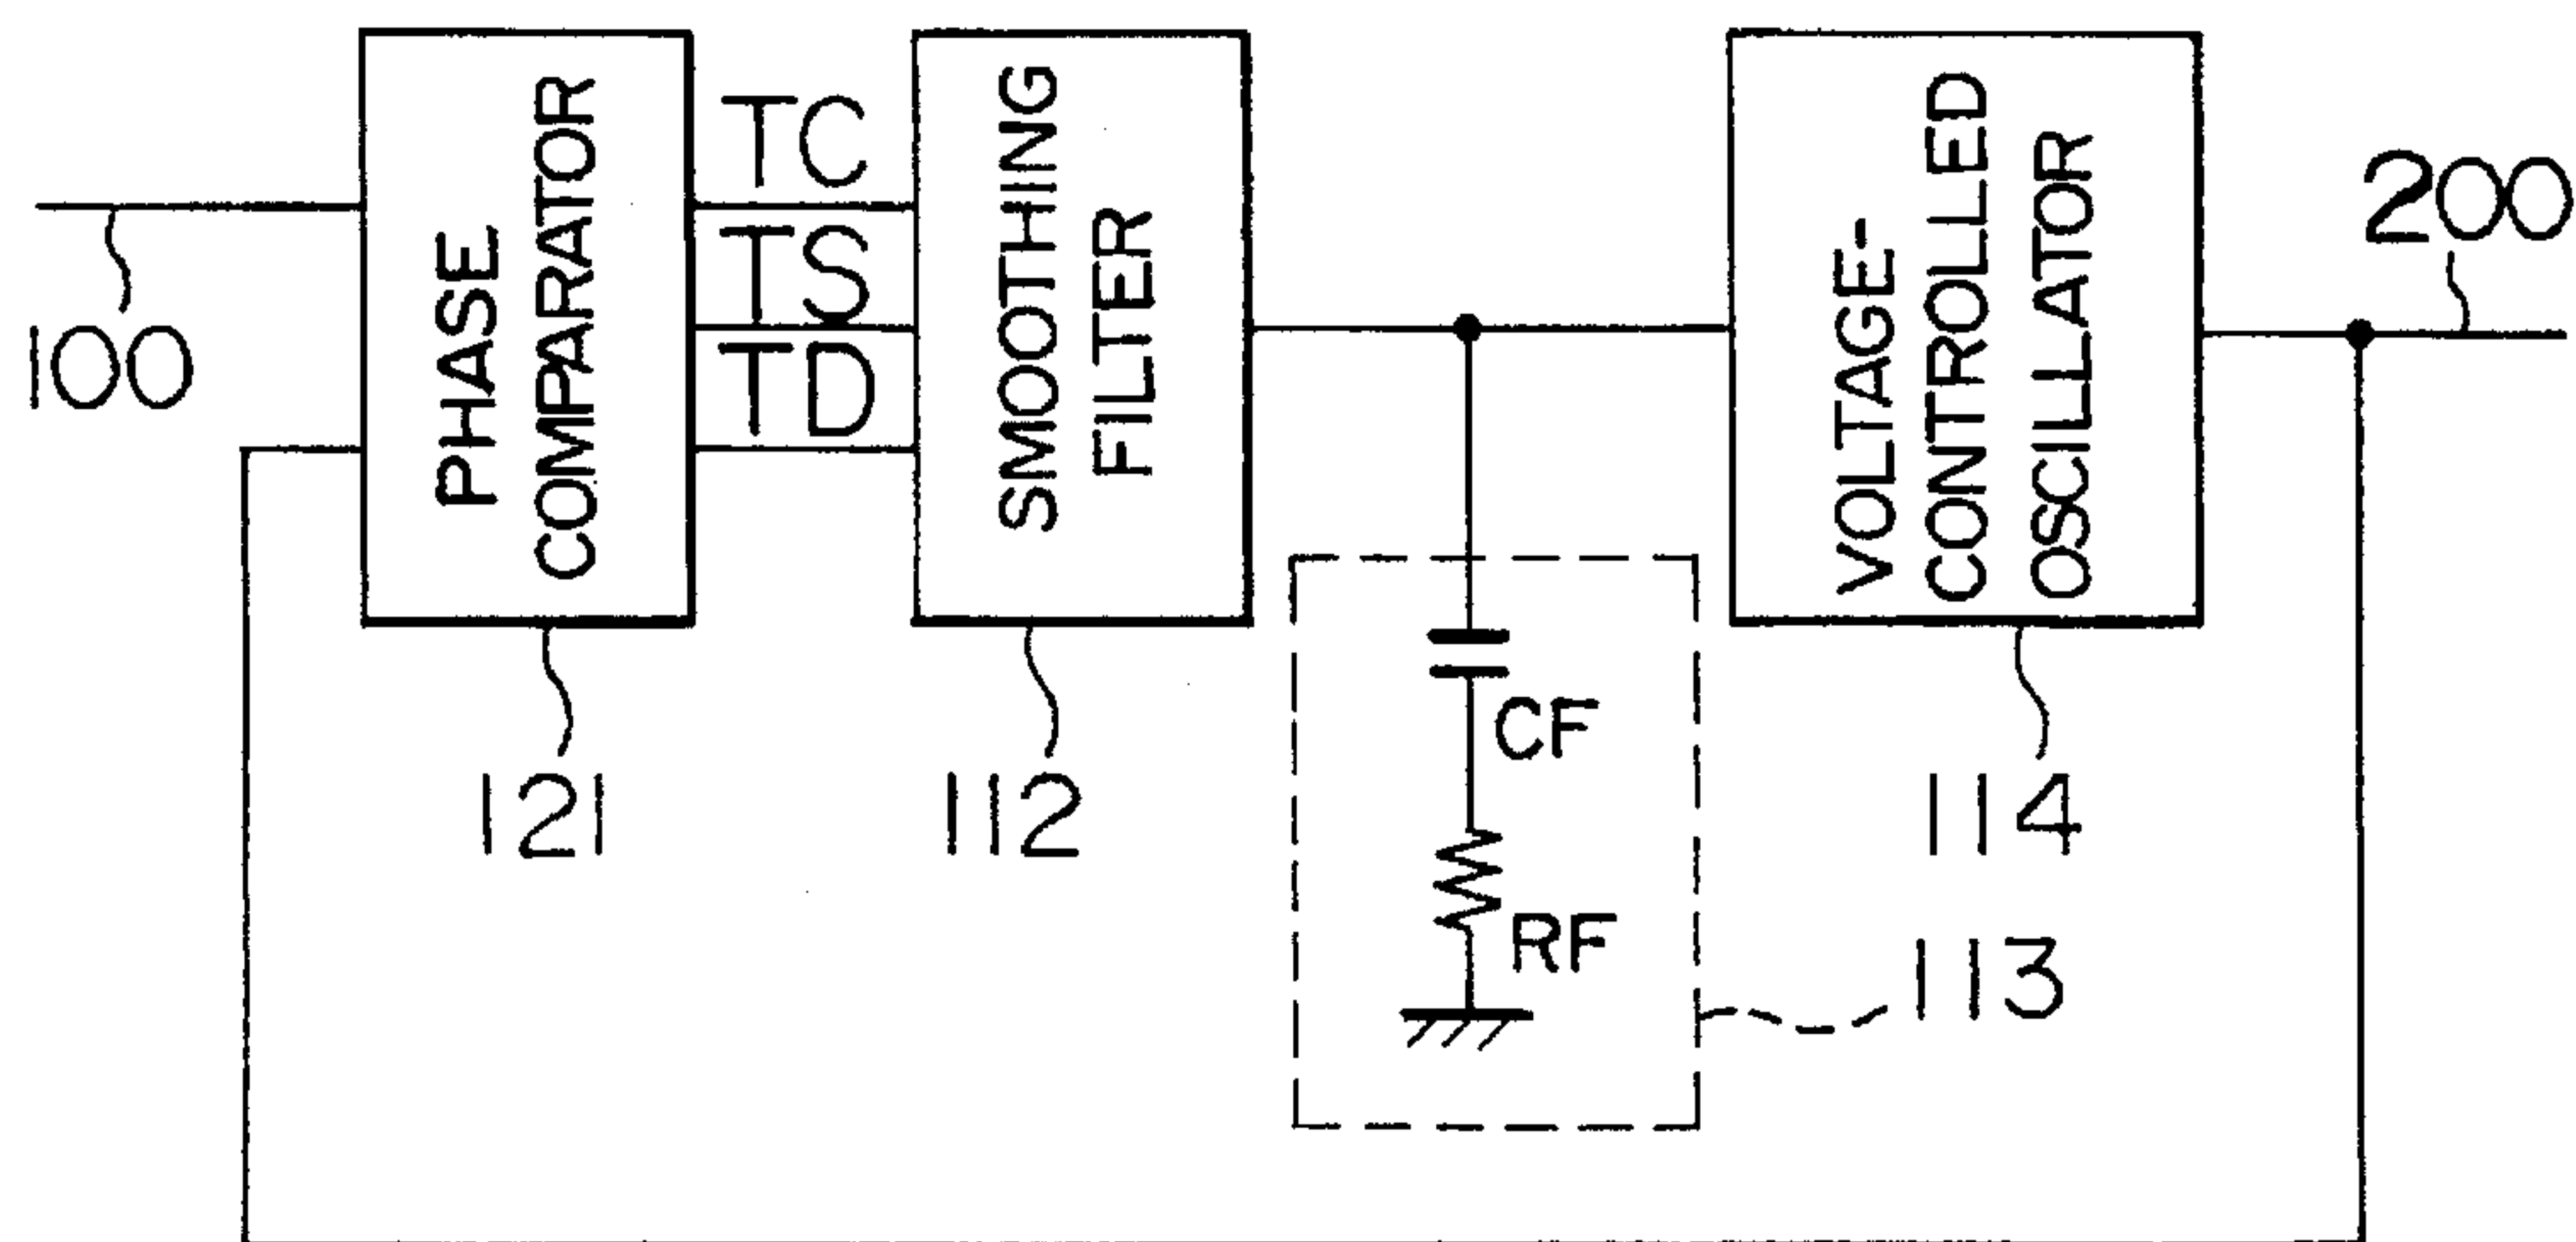 100
PHASE
COMPARATOR
121
TC
TS
TD
SMOOTHING
FILTER
112
CF
RF
113
VOLTAGE-
CONTROLLED
OSCILLATOR
114
200